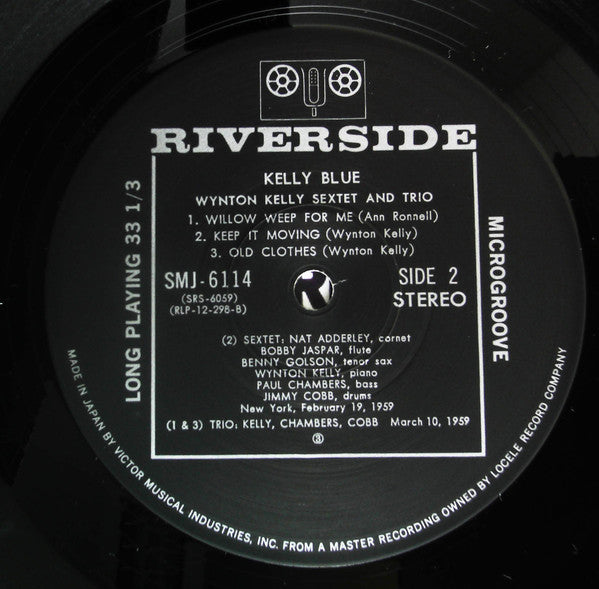 RIVERSIDE
KELLY BLUE
WYNTON KELLY SEXTET AND TRIO
1. WILLOW WEEP FOR ME (Ann Ronnell)
2. KEEP IT MOVING (Wynton Kelly)
3. OLD CLOTHES (Wynton Kelly)
SMJ-6114
(SRS-6059)
(RLP-12-298-B)
SIDE 2
STEREO
(2) SEXTET: NAT ADDERLEY, cornet
BOBBY JASPAR, flute
BENNY GOLSON, tenor sax
WYNTON KELLY, piano
PAUL CHAMBERS, bass
JIMMY COBB, drums
New York, February 19, 1959
(1 & 3) TRIO: KELLY, CHAMBERS, COBB March 10, 1959
③
LONG PLAYING 33 1/3
MICROGROOVE
MADE IN JAPAN BY VICTOR MUSICAL INDUSTRIES, INC. FROM A MASTER RECORDING OWNED BY LOCELE RECORD COMPANY